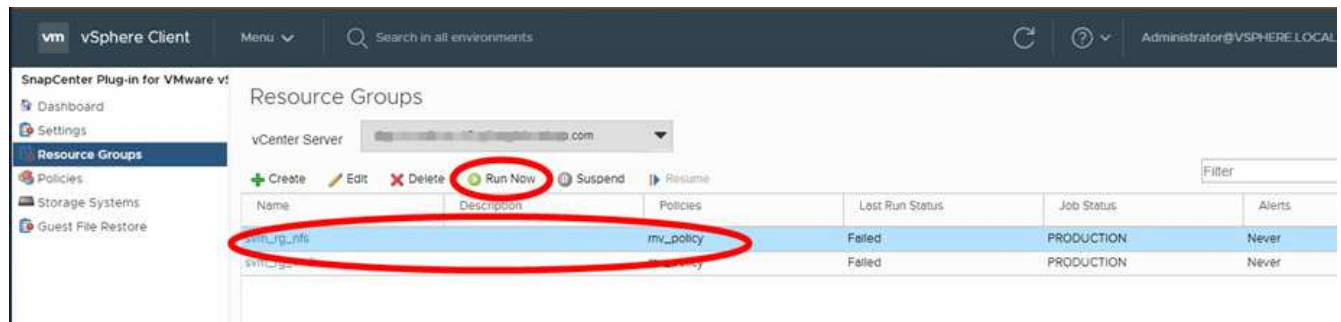 vm vSphere Client Menu Search in all environments Administrator@VSPHERE.LOCAL
SnapCenter Plug-in for VMware vS
Dashboard
Settings
Resource Groups
Policies
Storage Systems
Guest File Restore
Resource Groups
vCenter Server .com
Create Edit Delete Run Now Suspend Resume Filter
Name Description Policies Last Run Status Job Status Alerts
svm_rg_nfs mv_policy Failed PRODUCTION Never
Failed PRODUCTION Never